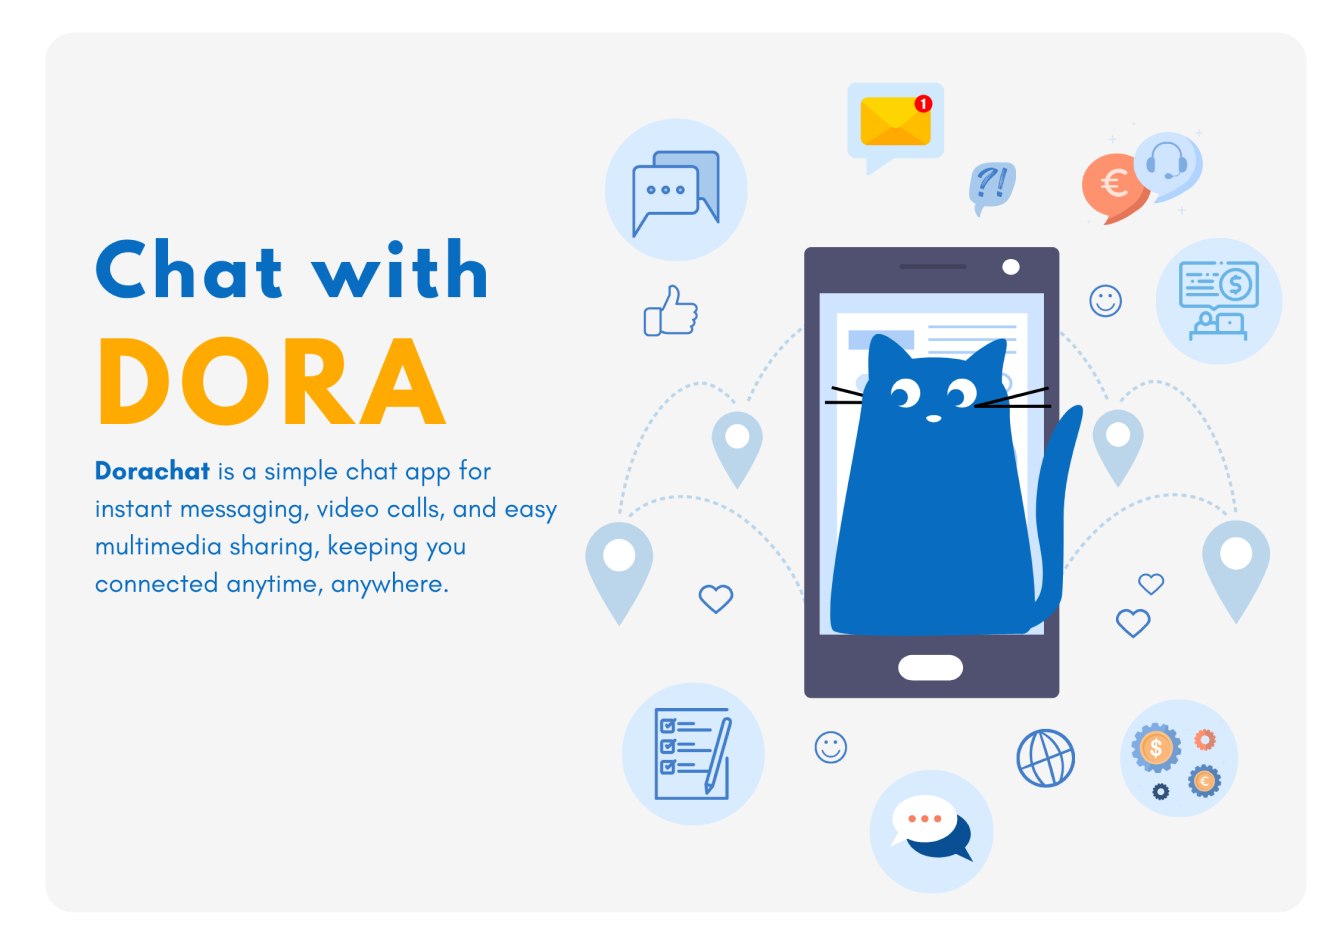 Chat with
DORA
Dorachat is a simple chat app for
instant messaging, video calls, and easy
multimedia sharing, keeping you
connected anytime, anywhere.
1
?!
€
$
$
€